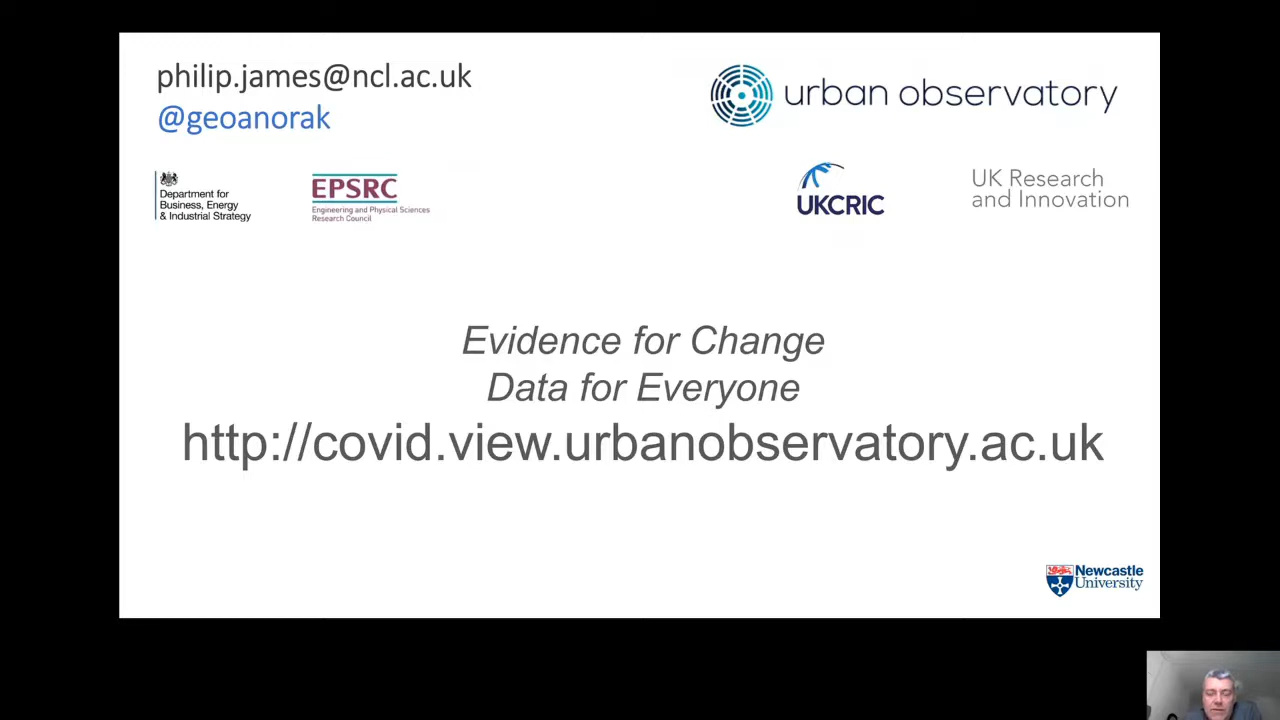 philip.james@ncl.ac.uk
@geoanorak
urban observatory
Department for
Business, Energy
& Industrial Strategy
EPSRC
Engineering and Physical Sciences
Research Council
UKCRIC
UK Research
and Innovation
Evidence for Change
Data for Everyone
http://covid.view.urbanobservatory.ac.uk
Newcastle
University